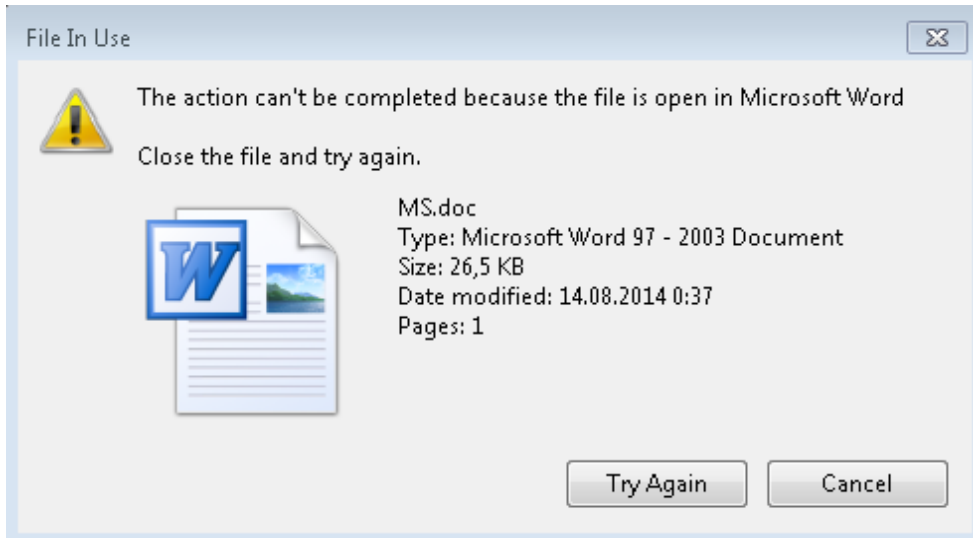 File In Use
The action can't be completed because the file is open in Microsoft Word
Close the file and try again.
MS.doc
Type: Microsoft Word 97 - 2003 Document
Size: 26,5 KB
Date modified: 14.08.2014 0:37
Pages: 1
W
Try Again
Cancel